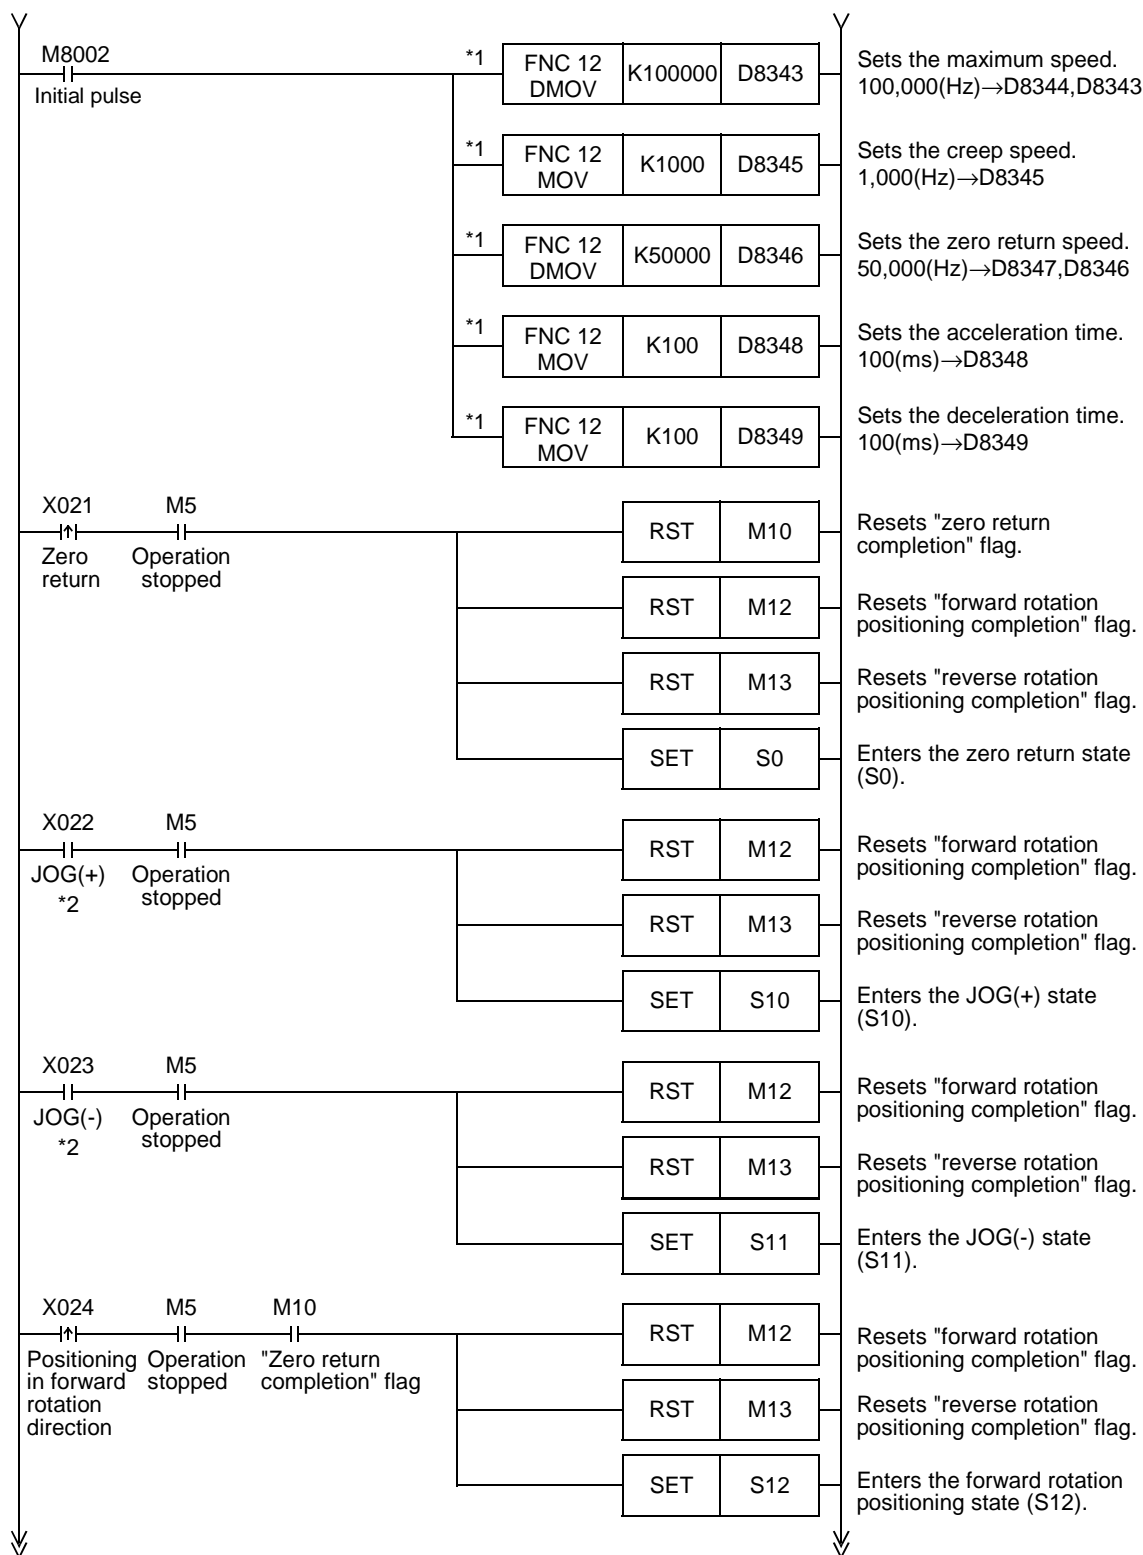 M8002
Initial pulse
*1
FNC 12
DMOV
K100000
D8343
Sets the maximum speed.
100,000(Hz)→D8344,D8343
*1
FNC 12
MOV
K1000
D8345
Sets the creep speed.
1,000(Hz)→D8345
*1
FNC 12
DMOV
K50000
D8346
Sets the zero return speed.
50,000(Hz)→D8347,D8346
*1
FNC 12
MOV
K100
D8348
Sets the acceleration time.
100(ms)→D8348
*1
FNC 12
MOV
K100
D8349
Sets the deceleration time.
100(ms)→D8349
X021
Zero
return
M5
Operation
stopped
RST
M10
Resets "zero return
completion" flag.
RST
M12
Resets "forward rotation
positioning completion" flag.
RST
M13
Resets "reverse rotation
positioning completion" flag.
SET
S0
Enters the zero return state
(S0).
X022
JOG(+)
*2
M5
Operation
stopped
RST
M12
Resets "forward rotation
positioning completion" flag.
RST
M13
Resets "reverse rotation
positioning completion" flag.
SET
S10
Enters the JOG(+) state
(S10).
X023
JOG(-)
*2
M5
Operation
stopped
RST
M12
Resets "forward rotation
positioning completion" flag.
RST
M13
Resets "reverse rotation
positioning completion" flag.
SET
S11
Enters the JOG(-) state
(S11).
X024
Positioning
in forward
rotation
direction
M5
Operation
stopped
M10
"Zero return
completion" flag
RST
M12
Resets "forward rotation
positioning completion" flag.
RST
M13
Resets "reverse rotation
positioning completion" flag.
SET
S12
Enters the forward rotation
positioning state (S12).